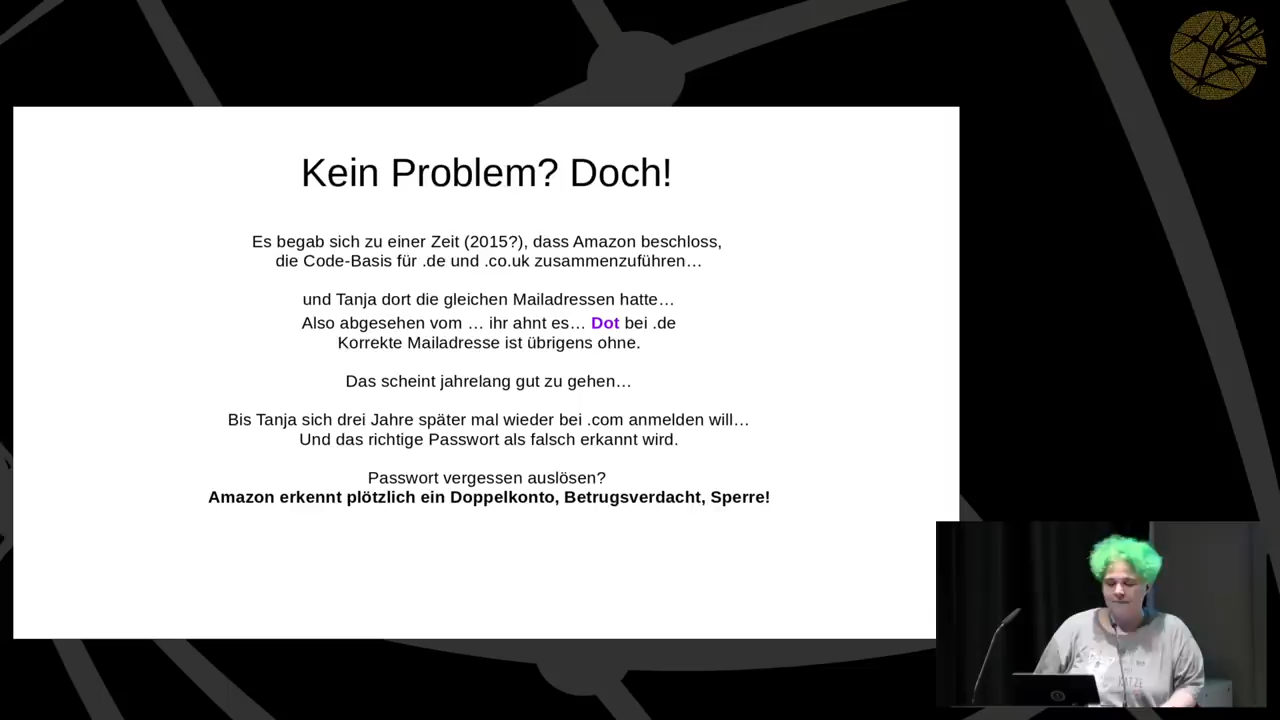 Kein Problem? Doch!
Es begab sich zu einer Zeit (2015?), dass Amazon beschloss,
die Code-Basis für .de und .co.uk zusammenzuführen…
und Tanja dort die gleichen Mailadressen hatte…
Also abgesehen vom … ihr ahnt es… Dot bei .de
Korrekte Mailadresse ist übrigens ohne.
Das scheint jahrelang gut zu gehen…
Bis Tanja sich drei Jahre später mal wieder bei .com anmelden will…
Und das richtige Passwort als falsch erkannt wird.
Passwort vergessen auslösen?
Amazon erkennt plötzlich ein Doppelkonto, Betrugsverdacht, Sperre!